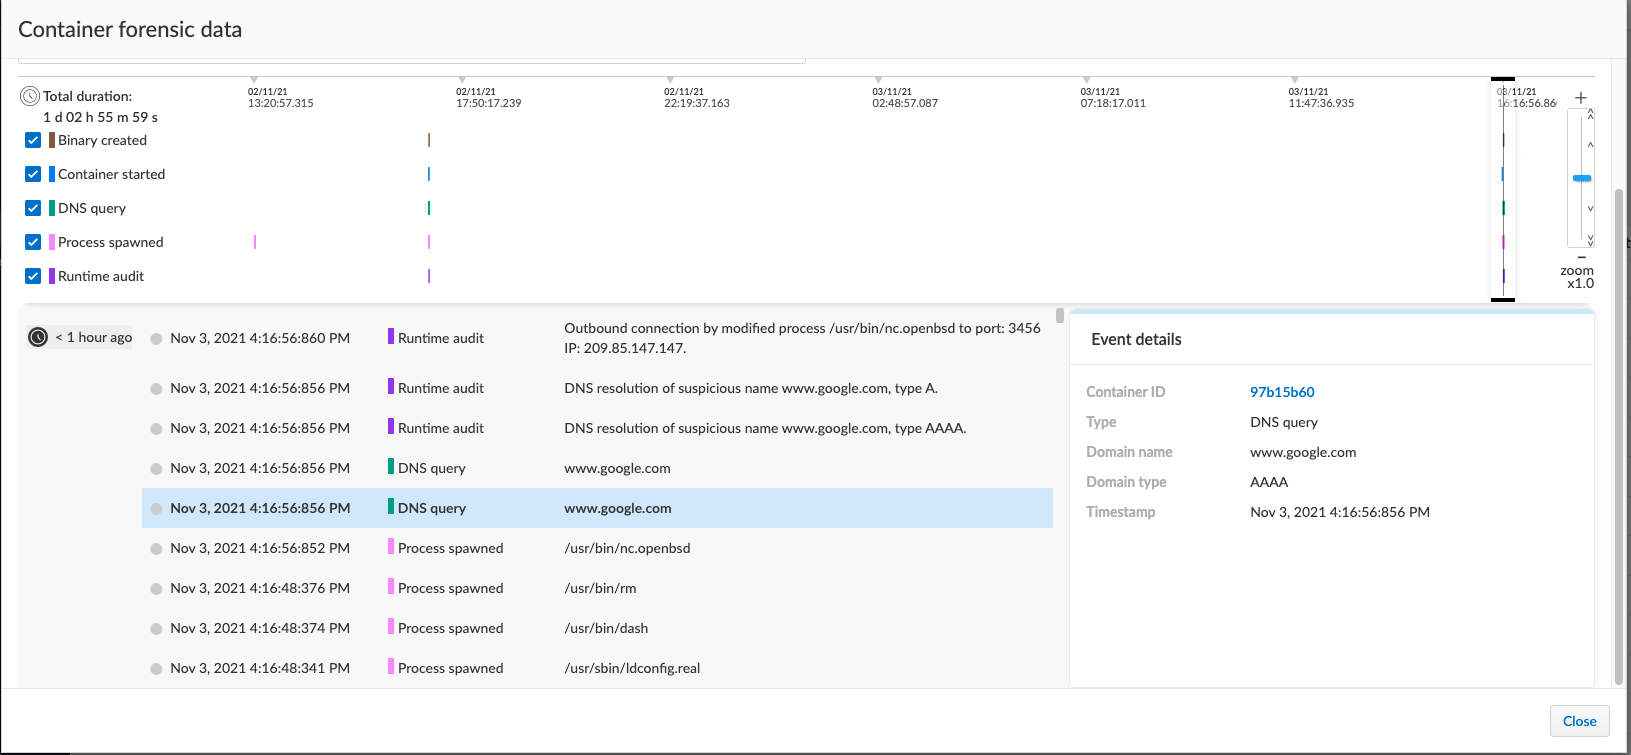 Container forensic data
Total duration:
1 d 02 h 55 m 59 s
02/11/21
13:20:57.315
02/11/21
17:50:17.239
02/11/21
22:19:37.163
03/11/21
02:48:57.087
03/11/21
07:18:17.011
03/11/21
11:47:36.935
03/11/21
16:16:56.86
+
Binary created
Container started
DNS query
Process spawned
Runtime audit
−
zoom
x1.0
< 1 hour ago
Nov 3, 2021 4:16:56:860 PM Runtime audit Outbound connection by modified process /usr/bin/nc.openbsd to port: 3456
IP: 209.85.147.147.
Nov 3, 2021 4:16:56:856 PM Runtime audit DNS resolution of suspicious name www.google.com, type A.
Nov 3, 2021 4:16:56:856 PM Runtime audit DNS resolution of suspicious name www.google.com, type AAAA.
Nov 3, 2021 4:16:56:856 PM DNS query www.google.com
Nov 3, 2021 4:16:56:856 PM DNS query www.google.com
Nov 3, 2021 4:16:56:852 PM Process spawned /usr/bin/nc.openbsd
Nov 3, 2021 4:16:48:376 PM Process spawned /usr/bin/rm
Nov 3, 2021 4:16:48:374 PM Process spawned /usr/bin/dash
Nov 3, 2021 4:16:48:341 PM Process spawned /usr/sbin/ldconfig.real
Event details
Container ID 97b15b60
Type DNS query
Domain name www.google.com
Domain type AAAA
Timestamp Nov 3, 2021 4:16:56:856 PM
Close